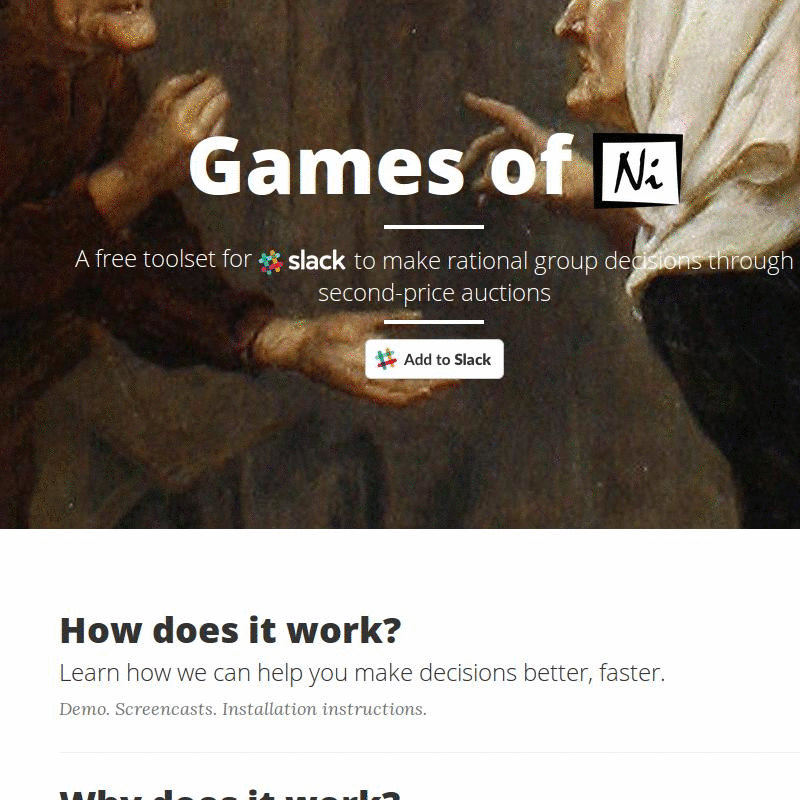 Games of Ni
A free toolset for slack to make rational group decisions through
second-price auctions
Add to Slack
How does it work?
Learn how we can help you make decisions better, faster.
Demo. Screencasts. Installation instructions.
Why does it work?